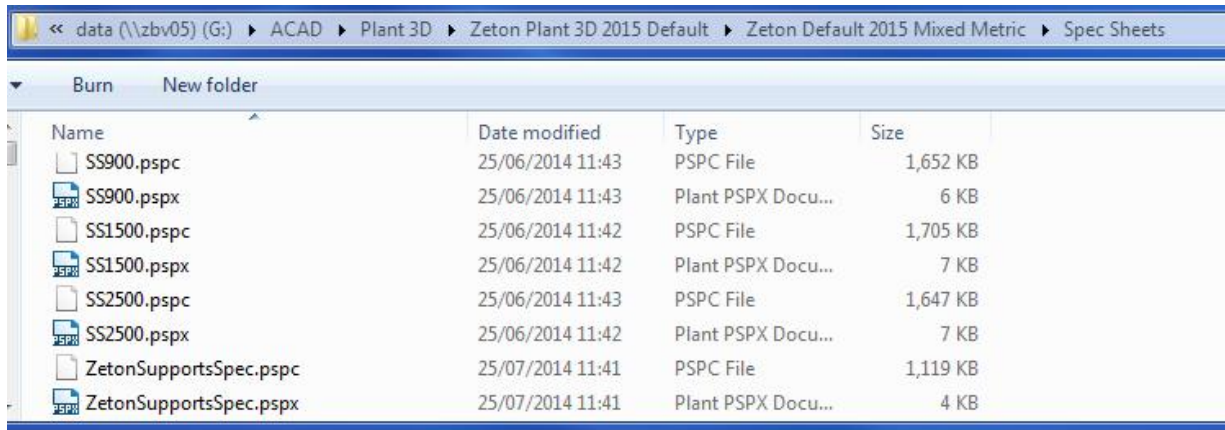 « data (\\zbv05) (G:) ▸ ACAD ▸ Plant 3D ▸ Zeton Plant 3D 2015 Default ▸ Zeton Default 2015 Mixed Metric ▸ Spec Sheets
Burn New folder
Name Date modified Type Size
SS900.pspc 25/06/2014 11:43 PSPC File 1,652 KB
SS900.pspx 25/06/2014 11:43 Plant PSPX Docu... 6 KB
SS1500.pspc 25/06/2014 11:42 PSPC File 1,705 KB
SS1500.pspx 25/06/2014 11:42 Plant PSPX Docu... 7 KB
SS2500.pspc 25/06/2014 11:43 PSPC File 1,647 KB
SS2500.pspx 25/06/2014 11:42 Plant PSPX Docu... 7 KB
ZetonSupportsSpec.pspc 25/07/2014 11:41 PSPC File 1,119 KB
ZetonSupportsSpec.pspx 25/07/2014 11:41 Plant PSPX Docu... 4 KB